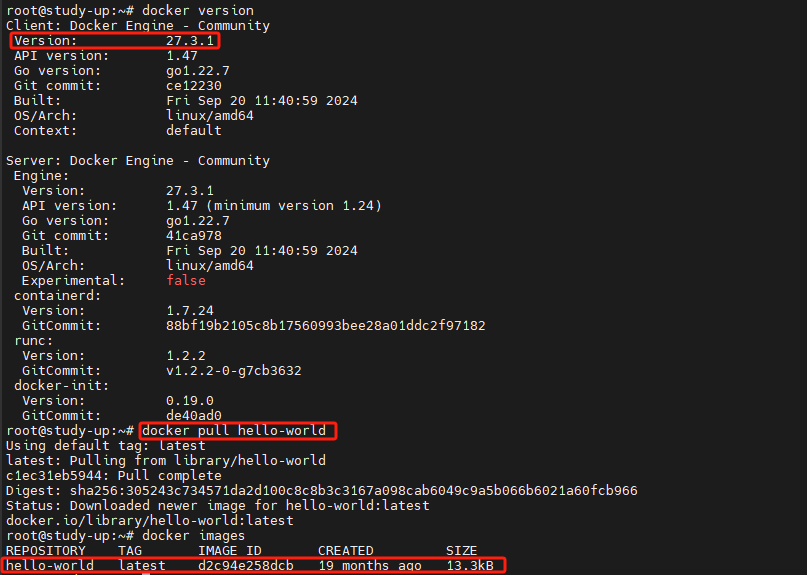 root@study-up:~# docker version
Client: Docker Engine - Community
 Version:           27.3.1
 API version:       1.47
 Go version:        go1.22.7
 Git commit:        ce12230
 Built:             Fri Sep 20 11:40:59 2024
 OS/Arch:           linux/amd64
 Context:           default

Server: Docker Engine - Community
 Engine:
  Version:          27.3.1
  API version:      1.47 (minimum version 1.24)
  Go version:       go1.22.7
  Git commit:       41ca978
  Built:            Fri Sep 20 11:40:59 2024
  OS/Arch:          linux/amd64
  Experimental:     false
 containerd:
  Version:          1.7.24
  GitCommit:        88bf19b2105c8b17560993bee28a01ddc2f97182
 runc:
  Version:          1.2.2
  GitCommit:        v1.2.2-0-g7cb3632
 docker-init:
  Version:          0.19.0
  GitCommit:        de40ad0
root@study-up:~# docker pull hello-world
Using default tag: latest
latest: Pulling from library/hello-world
c1ec31eb5944: Pull complete
Digest: sha256:305243c734571da2d100c8c8b3c3167a098cab6049c9a5b066b6021a60fcb966
Status: Downloaded newer image for hello-world:latest
docker.io/library/hello-world:latest
root@study-up:~# docker images
REPOSITORY    TAG       IMAGE ID       CREATED         SIZE
hello-world   latest    d2c94e258dcb   19 months ago   13.3kB